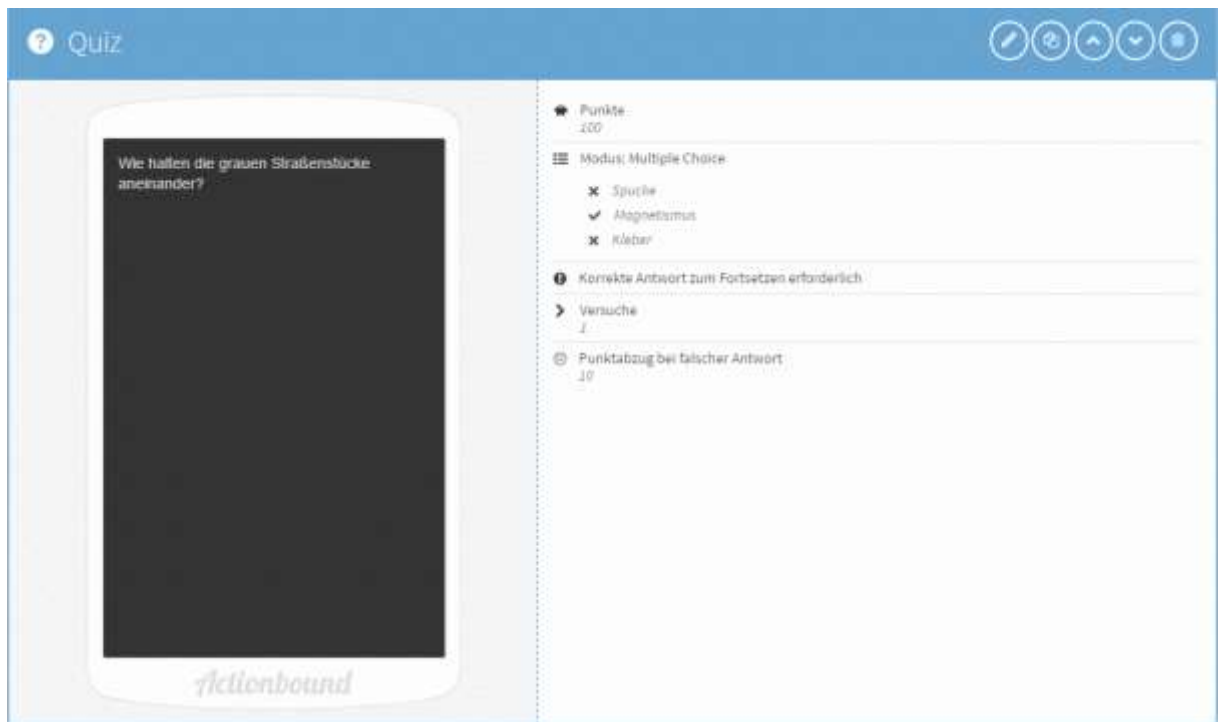 Quiz
Wie halten die grauen Straßenstücke
aneinander?
Actionbound
Punkte
100
Modus: Multiple Choice
Spucke
Magnetismus
Kleber
Korrekte Antwort zum Fortsetzen erforderlich
Versuche
1
Punktabzug bei falscher Antwort
10